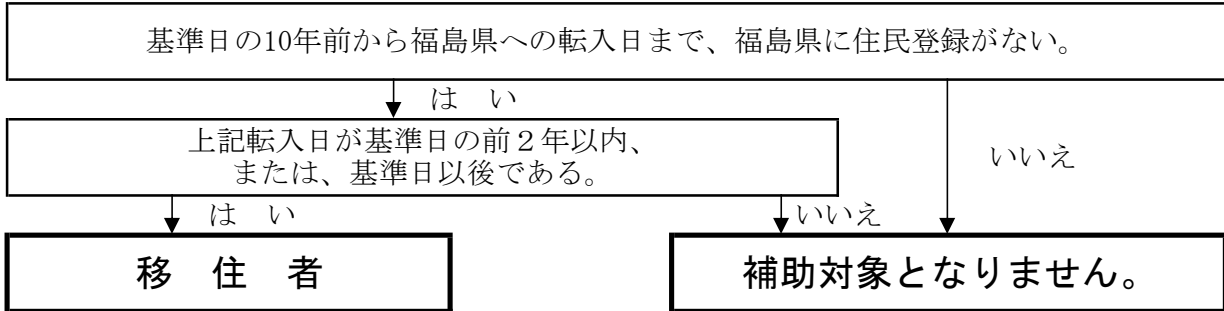 基準日の10年前から福島県への転入日まで、福島県に住民登録がない。
は　い
上記転入日が基準日の前２年以内、
または、基準日以後である。
いいえ
は　い
いいえ
移　住　者
補助対象となりません。